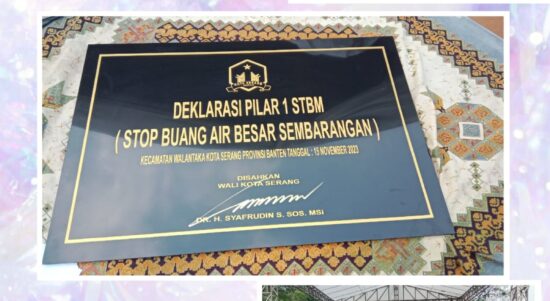 DEKLARASI PILAR 1 STBM
( STOP BUANG AIR BESAR SEMBARANGAN )
KECAMATAN WALANTAKA KOTA SERANG PROVINSI BANTEN TANGGAL : 15 NOVEMBER 2023
DISAHKAN
WALI KOTA SERANG
DR. H. SYAFRUDIN S. SOS. MSI